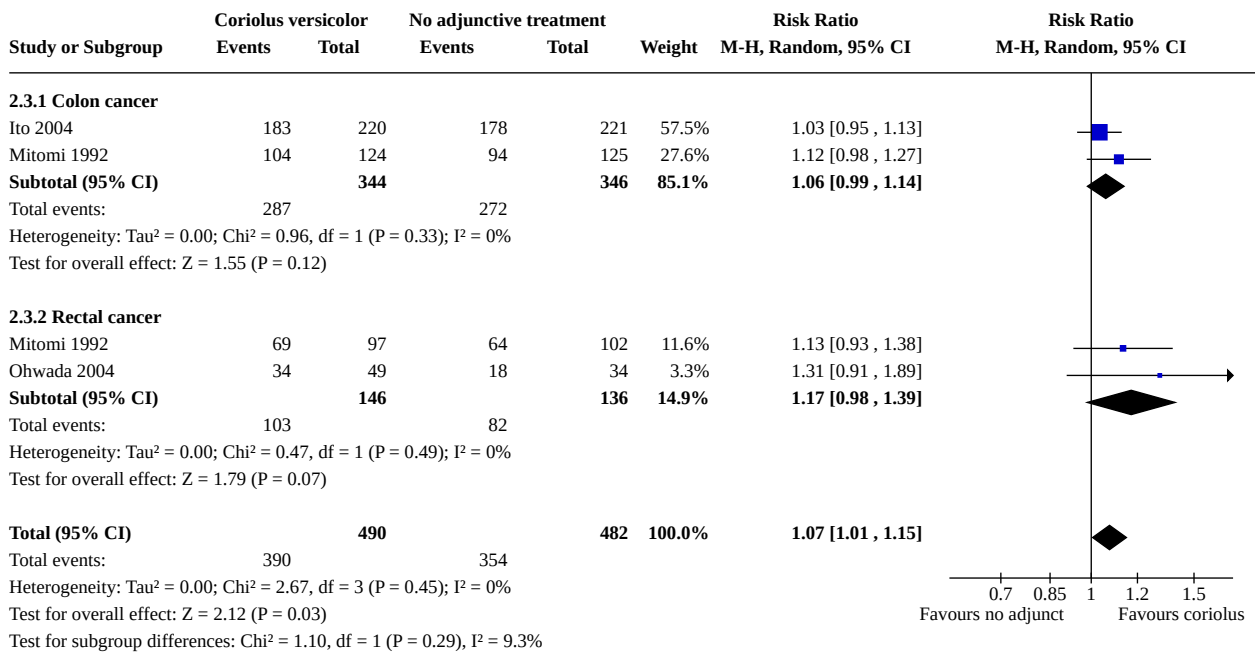 Coriolus versicolor No adjunctive treatment Risk Ratio Risk Ratio
Study or Subgroup Events Total Events Total Weight M-H, Random, 95% CI M-H, Random, 95% CI
2.3.1 Colon cancer
Ito 2004 183 220 178 221 57.5% 1.03 [0.95 , 1.13]
Mitomi 1992 104 124 94 125 27.6% 1.12 [0.98 , 1.27]
Subtotal (95% CI) 344 346 85.1% 1.06 [0.99 , 1.14]
Total events: 287 272
Heterogeneity: Tau² = 0.00; Chi² = 0.96, df = 1 (P = 0.33); I² = 0%
Test for overall effect: Z = 1.55 (P = 0.12)
2.3.2 Rectal cancer
Mitomi 1992 69 97 64 102 11.6% 1.13 [0.93 , 1.38]
Ohwada 2004 34 49 18 34 3.3% 1.31 [0.91 , 1.89]
Subtotal (95% CI) 146 136 14.9% 1.17 [0.98 , 1.39]
Total events: 103 82
Heterogeneity: Tau² = 0.00; Chi² = 0.47, df = 1 (P = 0.49); I² = 0%
Test for overall effect: Z = 1.79 (P = 0.07)
Total (95% CI) 490 482 100.0% 1.07 [1.01 , 1.15]
Total events: 390 354
Heterogeneity: Tau² = 0.00; Chi² = 2.67, df = 3 (P = 0.45); I² = 0%
Test for overall effect: Z = 2.12 (P = 0.03)
Test for subgroup differences: Chi² = 1.10, df = 1 (P = 0.29), I² = 9.3%
0.7 0.85 1 1.2 1.5
Favours no adjunct Favours coriolus